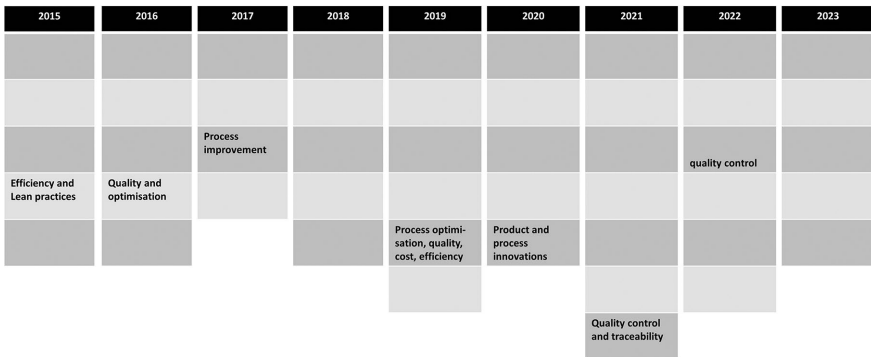 2015 2016 2017 2018 2019 2020 2021 2022 2023
Process
improvement
quality control
Efficiency and
Lean practices
Quality and
optimisation
Process optimi-
sation, quality,
cost, efficiency
Product and
process
innovations
Quality control
and traceability